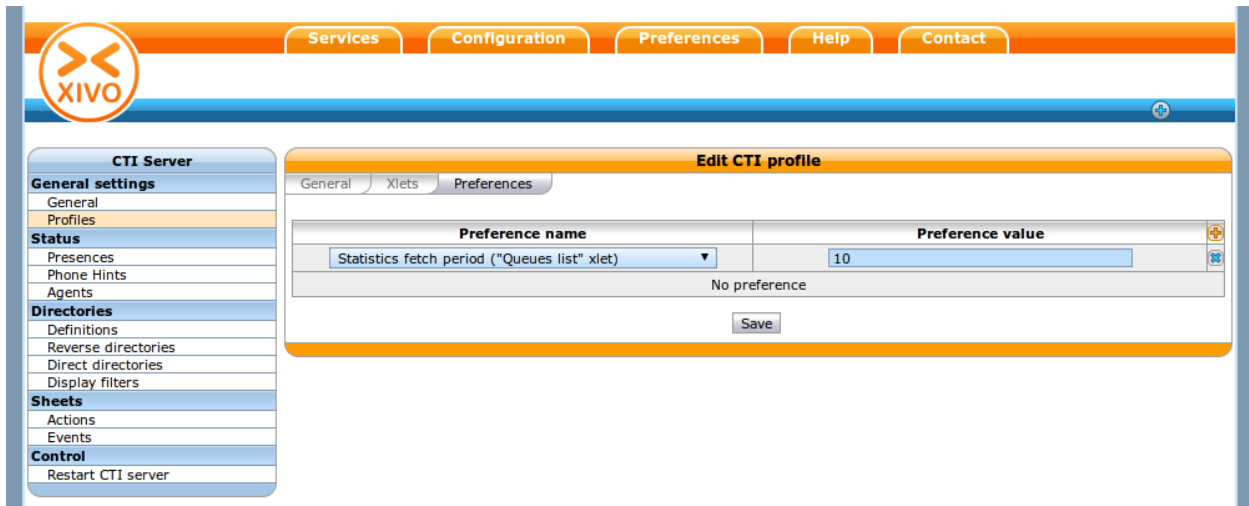 Services Configuration Preferences Help Contact
XIVO
CTI Server
General settings
General
Profiles
Status
Presences
Phone Hints
Agents
Directories
Definitions
Reverse directories
Direct directories
Display filters
Sheets
Actions
Events
Control
Restart CTI server
Edit CTI profile
General Xlets Preferences
Preference name Preference value
Statistics fetch period ("Queues list" xlet) 10
No preference
Save